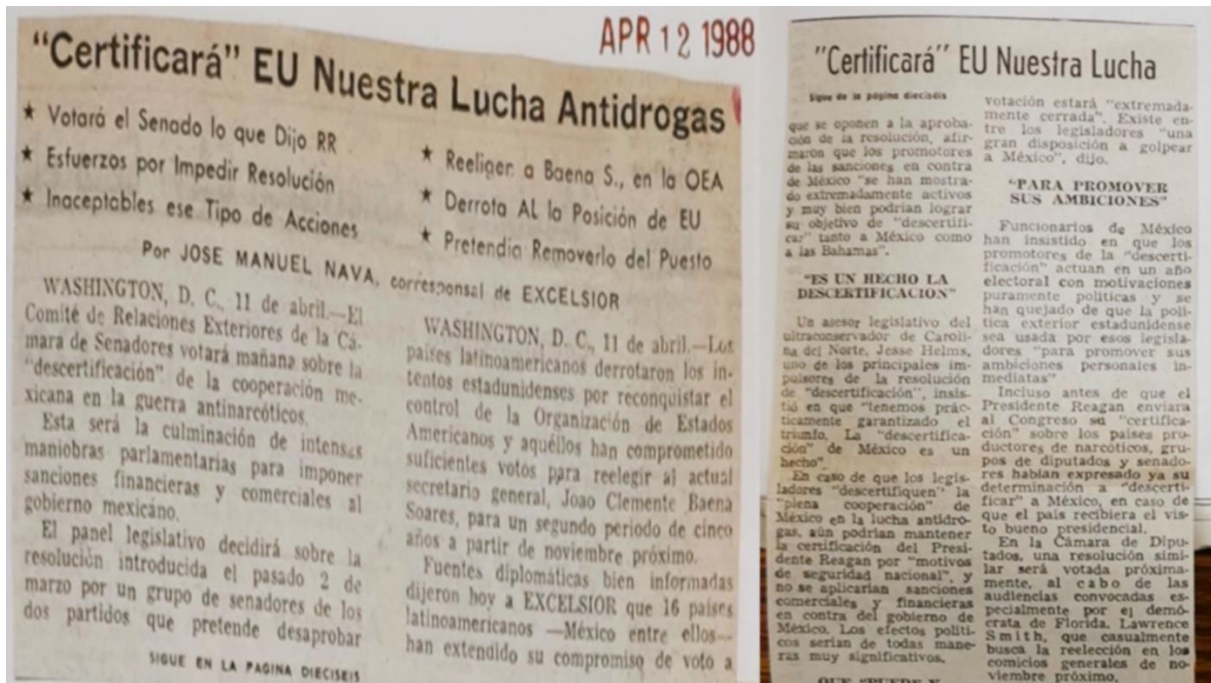 APR 12 1988
"Certificará" EU Nuestra Lucha Antidrogas
★ Votará el Senado lo que Dijo RR
★ Esfuerzos por Impedir Resolución
★ Inaceptables ese Tipo de Acciones
★ Reeligen a Baena S., en la OEA
★ Derrota AL la Posición de EU
★ Pretendía Removerlo del Puesto
Por JOSE MANUEL NAVA, corresponsal de EXCELSIOR
WASHINGTON, D. C., 11 de abril.—El
Comité de Relaciones Exteriores de la Cá-
mara de Senadores votará mañana sobre la
"descertificación" de la cooperación me-
xicana en la guerra antinarcóticos.
Esta será la culminación de intensas
maniobras parlamentarias para imponer
sanciones financieras y comerciales al
gobierno mexicano.
El panel legislativo decidirá sobre la
resolución introducida el pasado 2 de
marzo por un grupo de senadores de los
dos partidos que pretende desaprobar
SIGUE EN LA PAGINA DIECISEIS
WASHINGTON, D. C., 11 de abril.—Los
países latinoamericanos derrotaron los in-
tentos estadunidenses por reconquistar el
control de la Organización de Estados
Americanos y aquéllos han comprometido
suficientes votos para reelegir al actual
secretario general, Joao Clemente Baena
Soares, para un segundo periodo de cinco
años a partir de noviembre próximo.
Fuentes diplomáticas bien informadas
dijeron hoy a EXCELSIOR que 16 países
latinoamericanos —México entre ellos—
han extendido su compromiso de voto a
"Certificará" EU Nuestra Lucha
Sigue de la página dieciséis
que se oponen a la aproba-
ción de la resolución, afir-
maron que los promotores
de las sanciones en contra
de México "se han mostra-
do extremadamente activos
y muy bien podrían lograr
su objetivo de "descertifi-
car" tanto a México como
a las Bahamas".
"ES UN HECHO LA
DESCERTIFICACION"
Un asesor legislativo del
ultraconservador de Caroli-
na del Norte, Jesse Helms,
uno de los principales im-
pulsores de la resolución
de "descertificación", insis-
tió en que "tenemos prác-
ticamente garantizado el
triunfo. La "descertifica-
ción" de México es un
hecho".
En caso de que los legis-
ladores "descertifiquen" la
"plena cooperación" de
México en la lucha antidro-
gas, aún podrían mantener
la certificación del Presi-
dente Reagan por "motivos
de seguridad nacional", y
no se aplicarían sanciones
comerciales y financieras
en contra del gobierno de
México. Los efectos políti-
cos serían de todas mane-
ras muy significativos.
votación estará "extremada-
mente cerrada". Existe en-
tre los legisladores "una
gran disposición a golpear
a México", dijo.
"PARA PROMOVER
SUS AMBICIONES"
Funcionarios de México
han insistido en que los
promotores de la "descerti-
ficación" actúan en un año
electoral con motivaciones
puramente políticas y se
han quejado de que la polí-
tica exterior estadunidense
sea usada por esos legisla-
dores "para promover sus
ambiciones personales in-
mediatas"
Incluso antes de que el
Presidente Reagan enviara
al Congreso su "certifica-
ción" sobre los países pro-
ductores de narcóticos, gru-
pos de diputados y senado-
res habían expresado ya su
determinación a "descerti-
ficar" a México, en caso de
que el país recibiera el vis-
to bueno presidencial.
En la Cámara de Dipu-
tados, una resolución simi-
lar será votada próxima-
mente, al cabo de las
audiencias convocadas es-
pecialmente por el demó-
crata de Florida, Lawrence
Smith, que casualmente
busca la reelección en los
comicios generales de no-
viembre próximo.